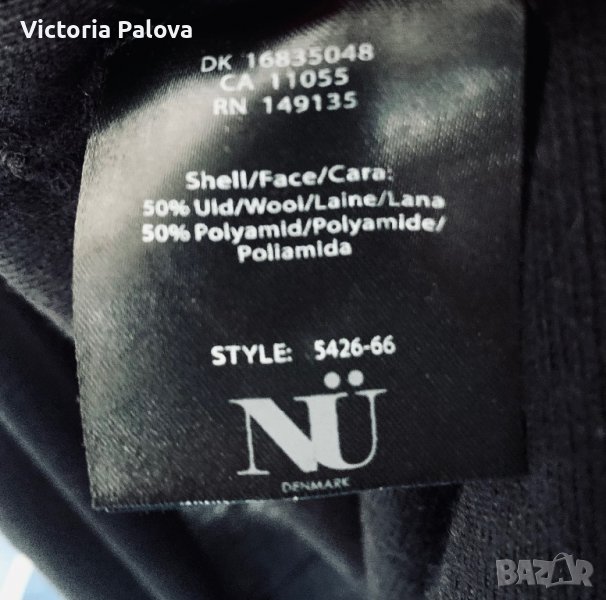 Victoria Palova
DK 16835048
CA 11055
RN 149135
Shell/Face/Cara:
50% Uld/Wool/Laine/Lana
50% Polyamid/Polyamide/
Poliamida
STYLE: 5426-66
NÜ
DENMARK
BAZAR